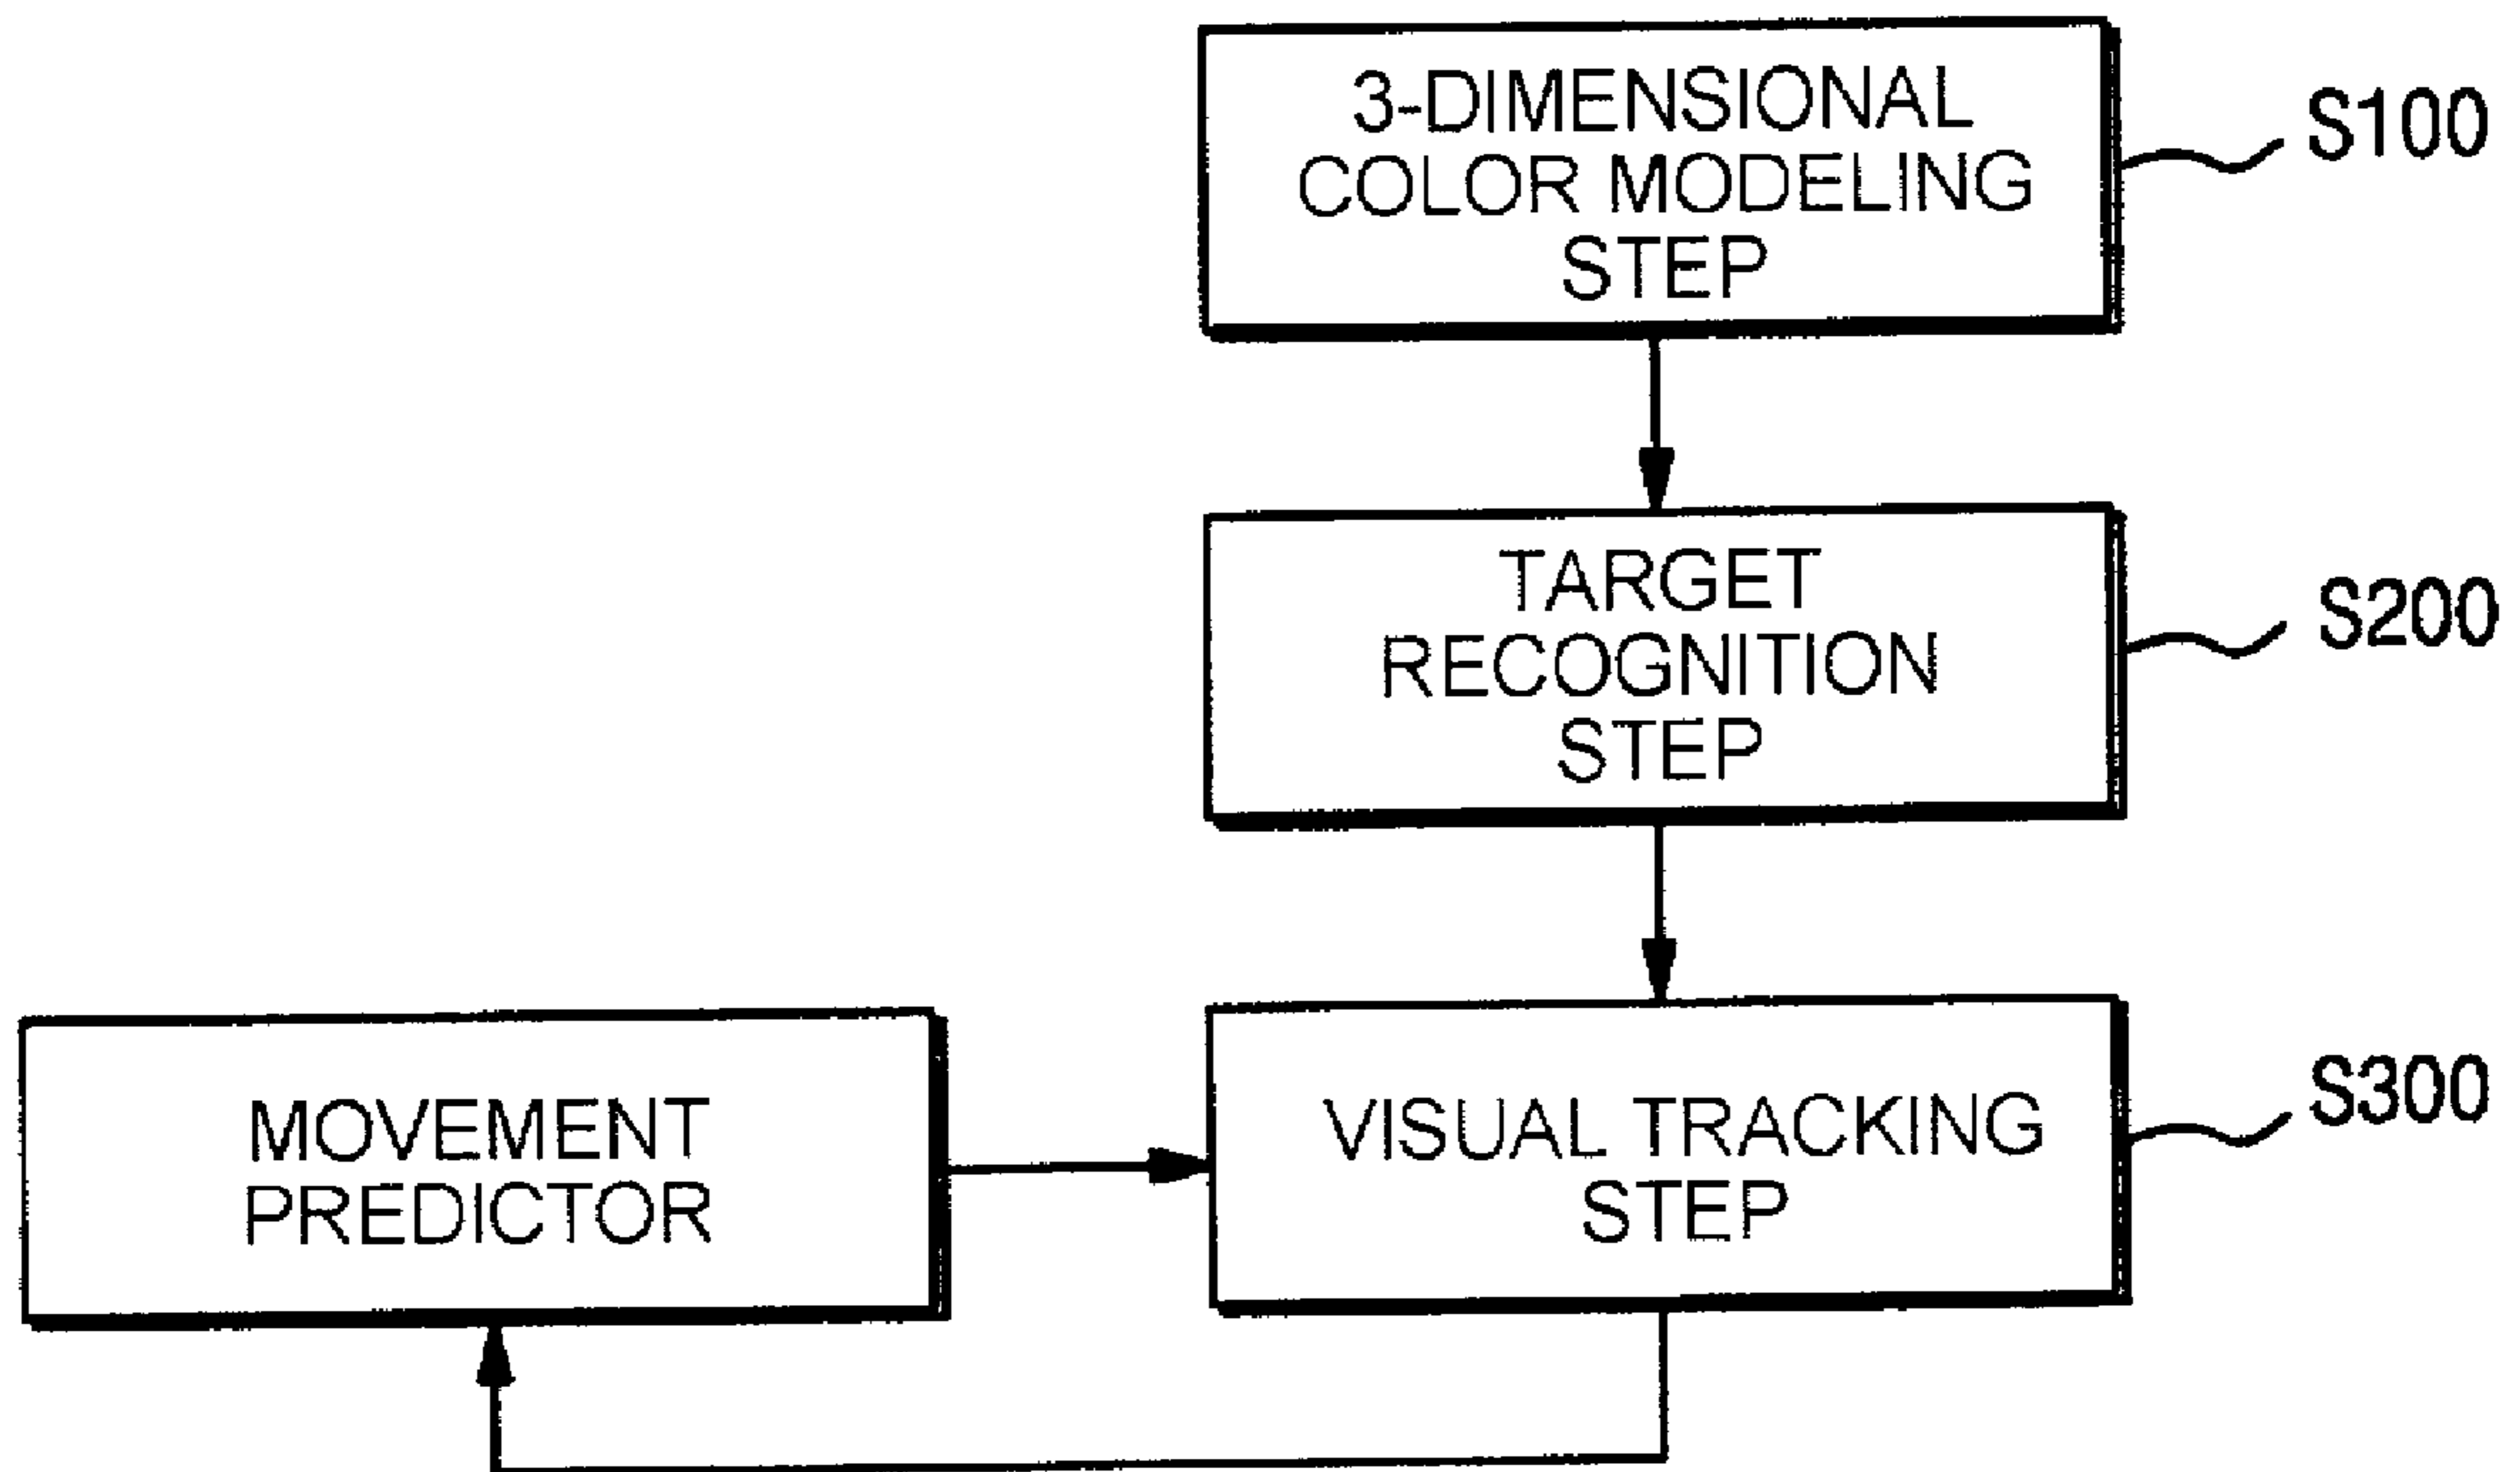 3-DIMENSIONAL
COLOR MODELING
STEP
S100
TARGET
RECOGNITION
STEP
S200
MOVEMENT
PREDICTOR
VISUAL TRACKING
STEP
S300